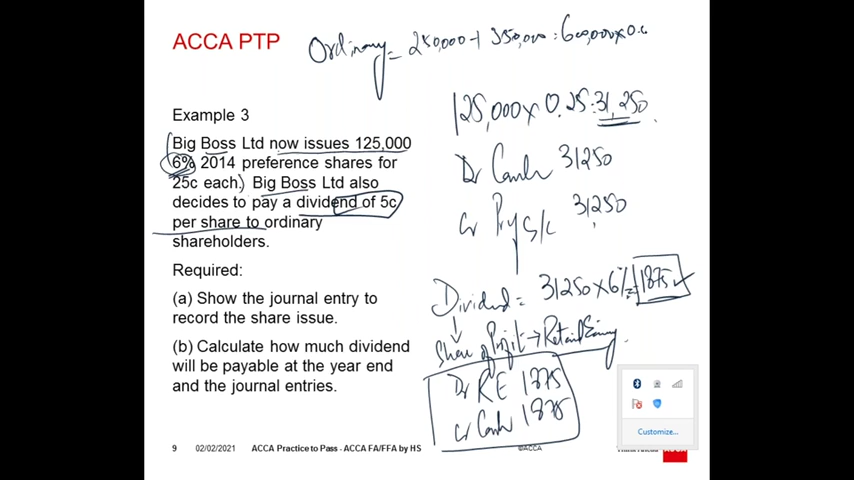 ACCA PTP
Ordinary = 250,000 + 350,000 = 600,000 x 0.0
Example 3
Big Boss Ltd now issues 125,000
6% 2014 preference shares for
25c each. Big Boss Ltd also
decides to pay a dividend of 5c
per share to ordinary
shareholders.
Required:
(a) Show the journal entry to
record the share issue.
(b) Calculate how much dividend
will be payable at the year end
and the journal entries.
125,000 x 0.25 = 31,250
Dr Cash 31250
Cr S/c 31,250
Dividend = 31250 x 6% = 1875
Share of Profit → Retained Earning
Dr RE 1875
Cr Cash 1875
Customize...
9 02/02/2021 ACCA Practice to Pass - ACCA FA/FFA by HS ©ACCA